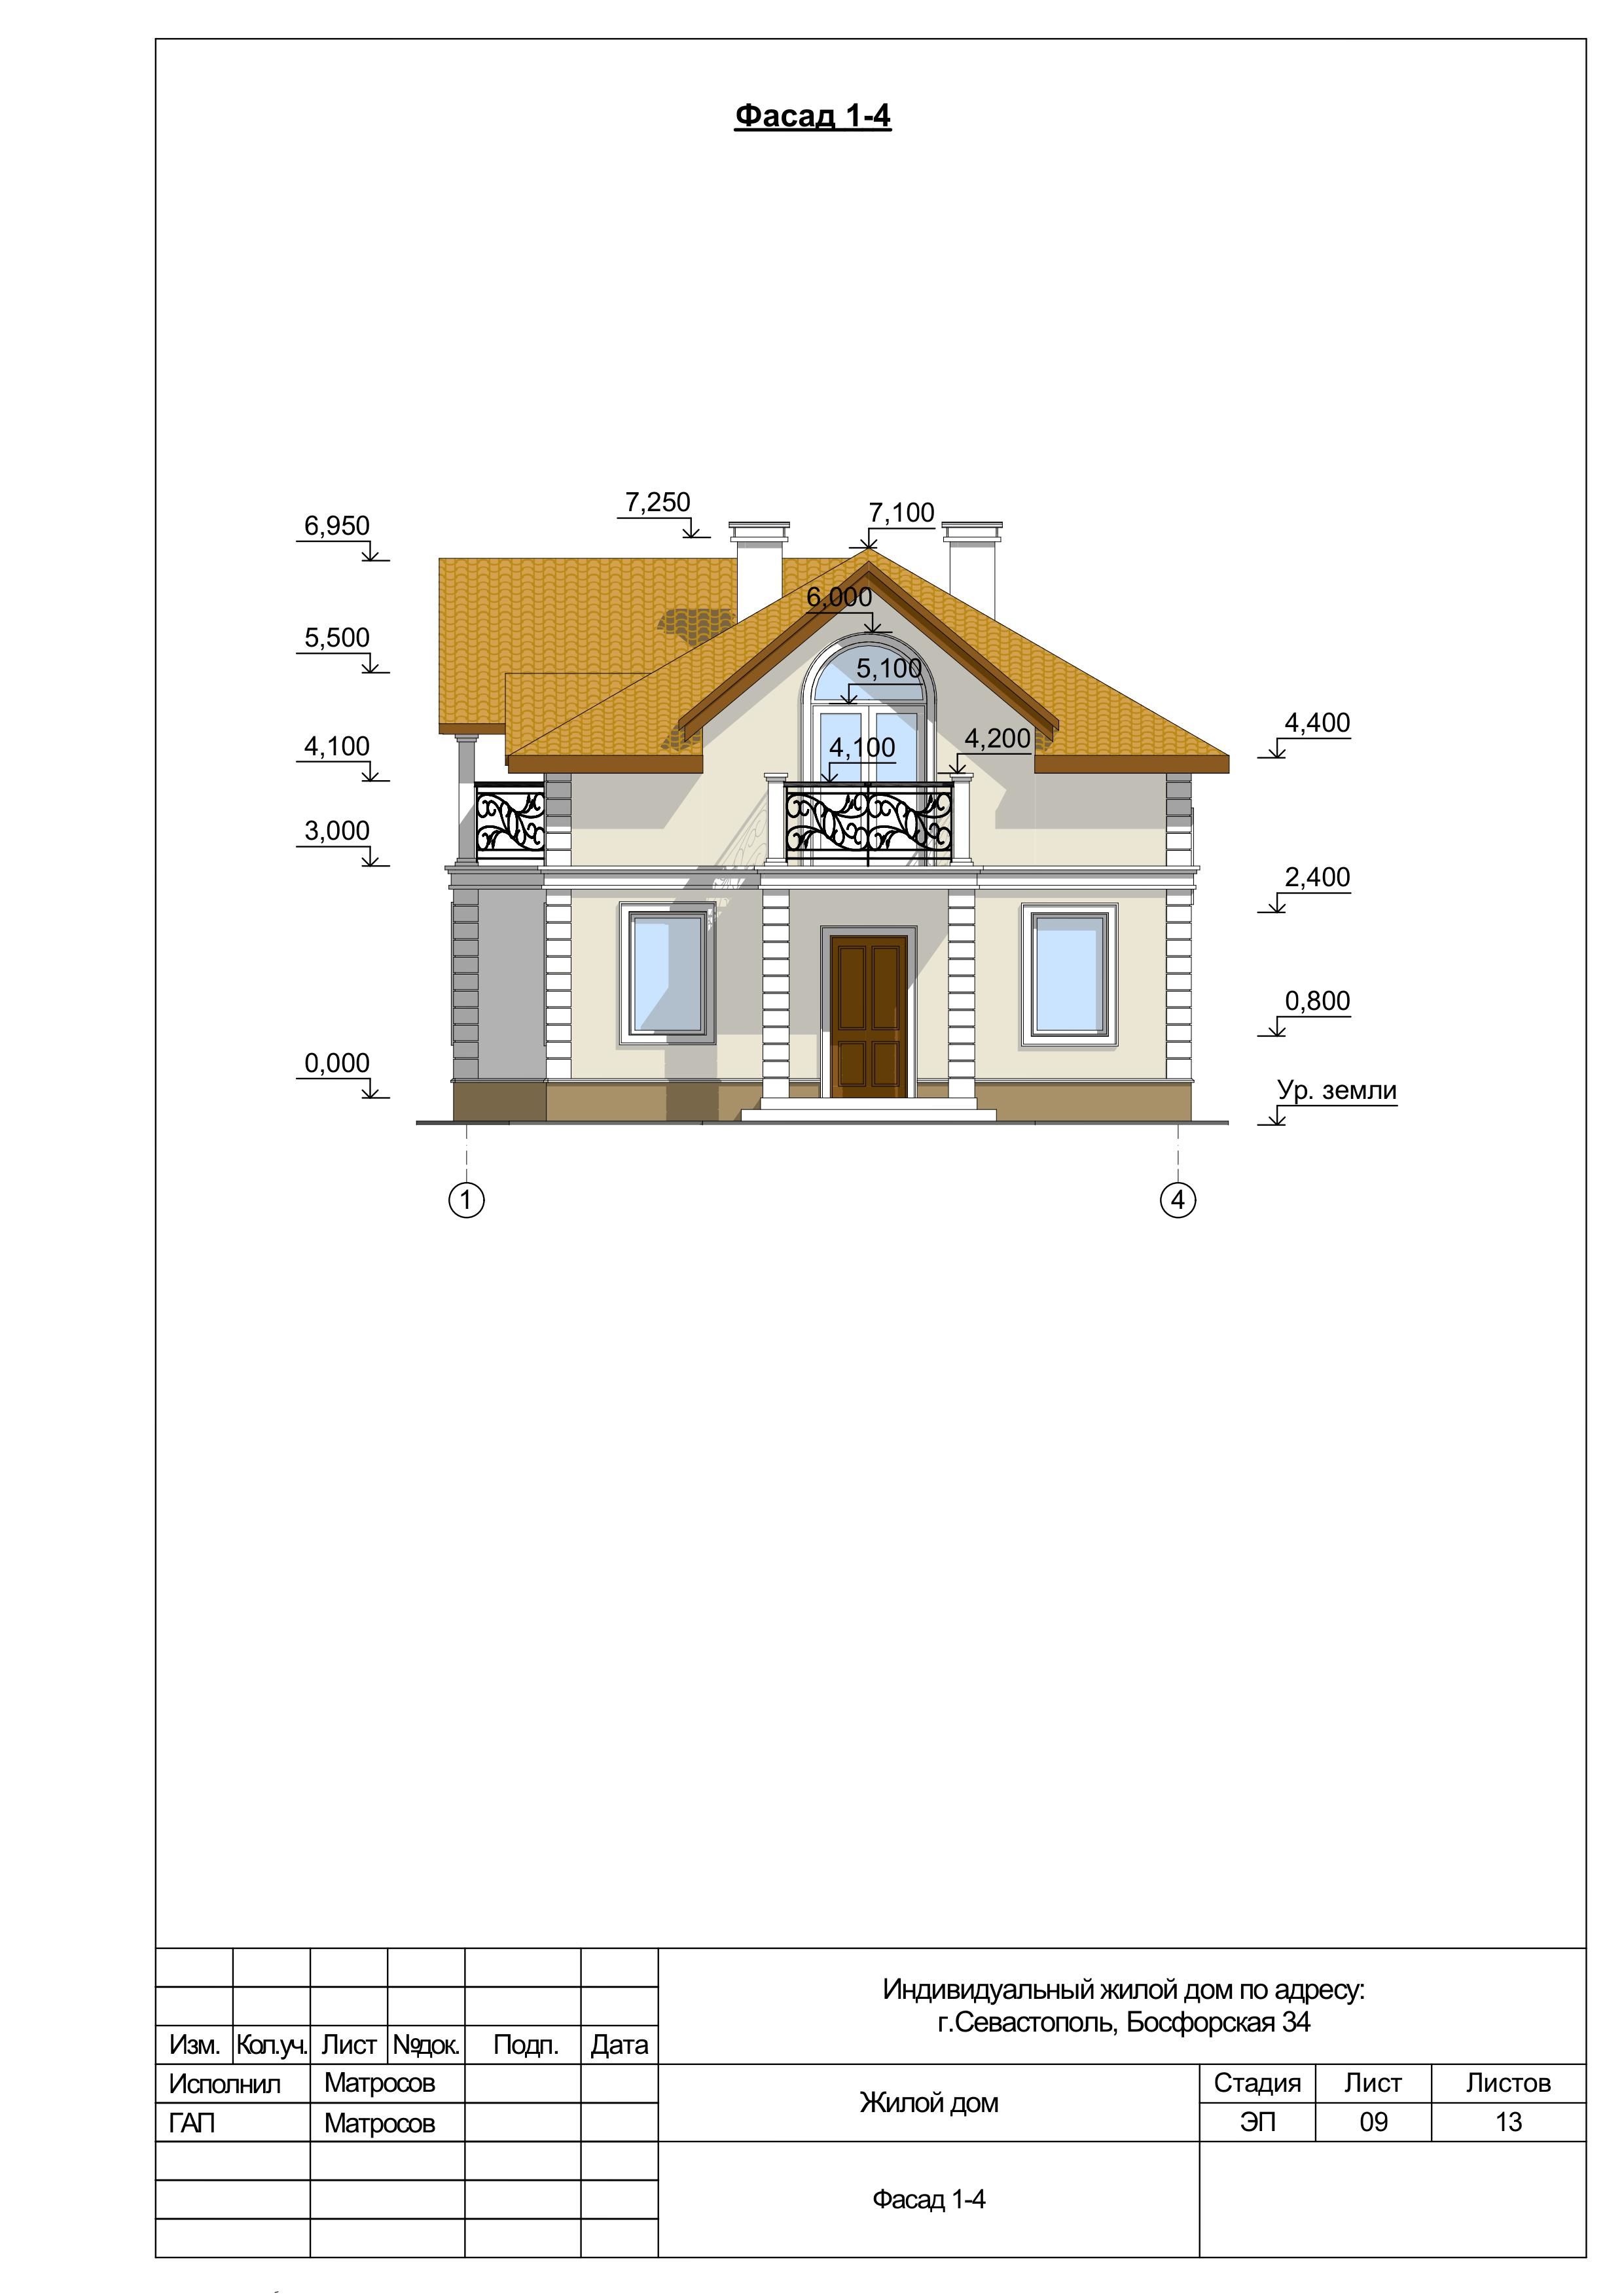 Фасад 1-4
7,250
7,100
6,950
6,000
5,500
5,100
4,400
4,200
4,100
4,100
3,000
2,400
0,800
0,000
Ур. земли
1
4
Индивидуальный жилой дом по адресу:
г.Севастополь, Босфорская 34
Изм. Кол.уч. Лист №док. Подп. Дата
Исполнил Матросов
Жилой дом
Стадия Лист Листов
ГАП Матросов
ЭП 09 13
Фасад 1-4